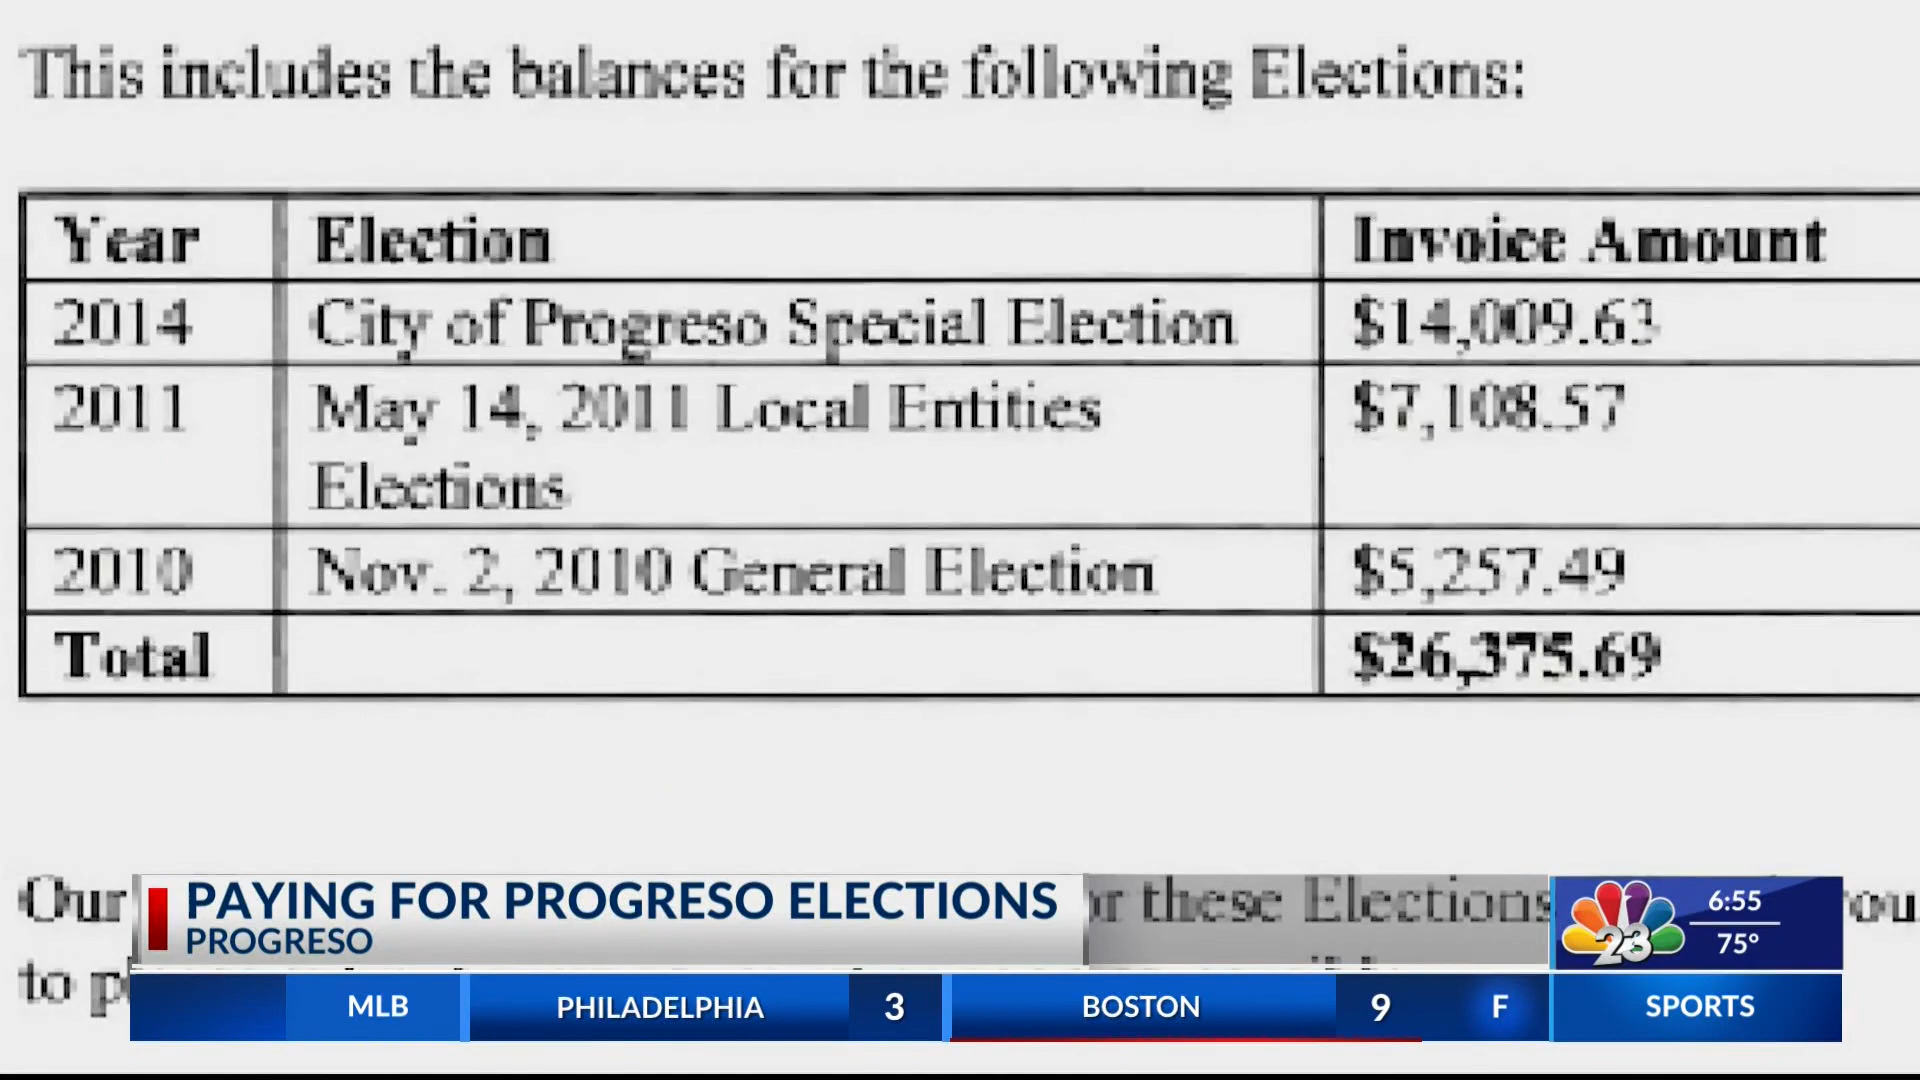 This includes the balances for the following Elections:
Year Election Invoice Amount
2014 City of Progreso Special Election $14,009.63
2011 May 14, 2011 Local Entities $7,108.57
Elections
2010 Nov. 2, 2010 General Election $5,257.49
Total $26,375.69
Our these Elections
PAYING FOR PROGRESO ELECTIONS
PROGRESO
23 6:55
75°
to
MLB PHILADELPHIA 3 BOSTON 9 F SPORTS